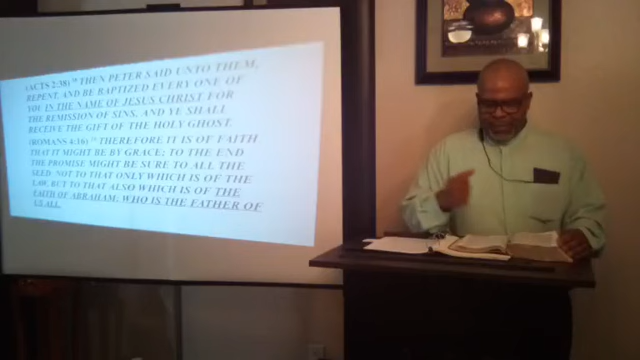 (ACTS 2:38) 38 THEN PETER SAID UNTO THEM,
REPENT, AND BE BAPTIZED EVERY ONE OF
YOU IN THE NAME OF JESUS CHRIST FOR
THE REMISSION OF SINS, AND YE SHALL
RECEIVE THE GIFT OF THE HOLY GHOST.
(ROMANS 4:16) 16 THEREFORE IT IS OF FAITH
THAT IT MIGHT BE BY GRACE; TO THE END
THE PROMISE MIGHT BE SURE TO ALL THE
SEED; NOT TO THAT ONLY WHICH IS OF THE
LAW, BUT TO THAT ALSO WHICH IS OF THE
FAITH OF ABRAHAM; WHO IS THE FATHER OF
US ALL,